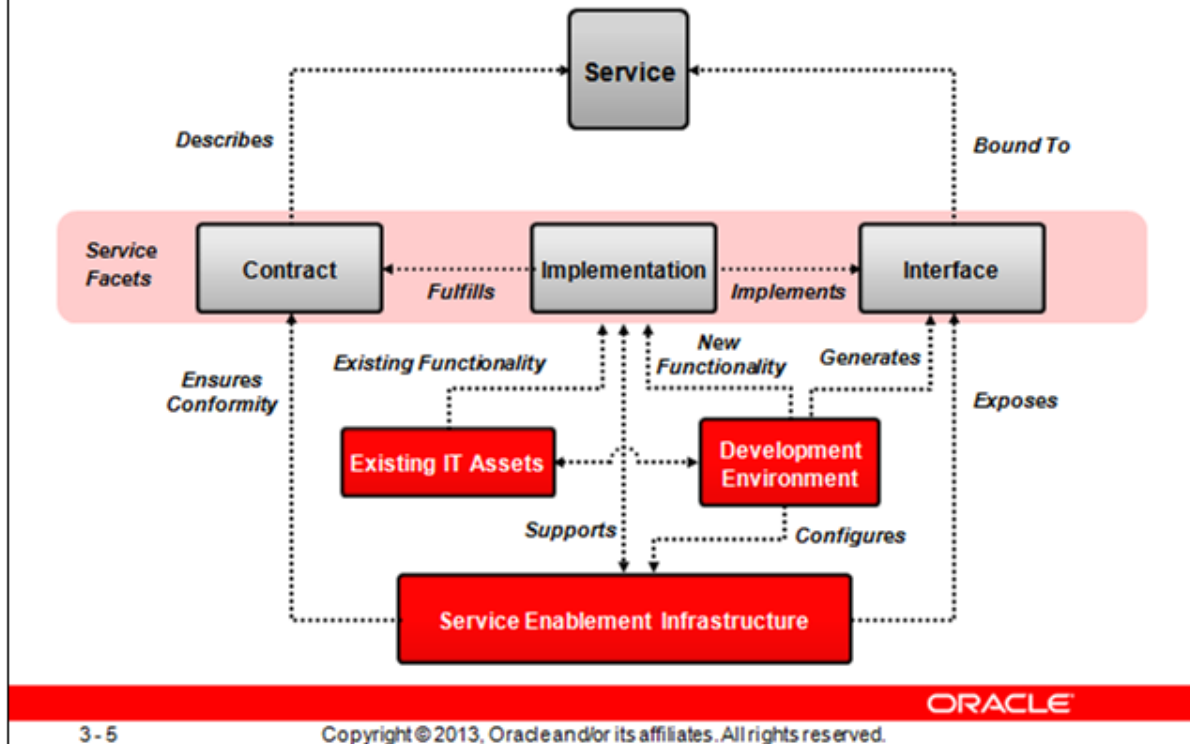 Service
Describes
Bound To
Service
Facets
Contract
Fulfills
Implementation
Implements
Interface
Ensures
Conformity
Existing Functionality
New
Functionality
Generates
Exposes
Existing IT Assets
Development
Environment
Supports
Configures
Service Enablement Infrastructure
ORACLE
3 - 5
Copyright © 2013, Oracle and/or its affiliates. All rights reserved.